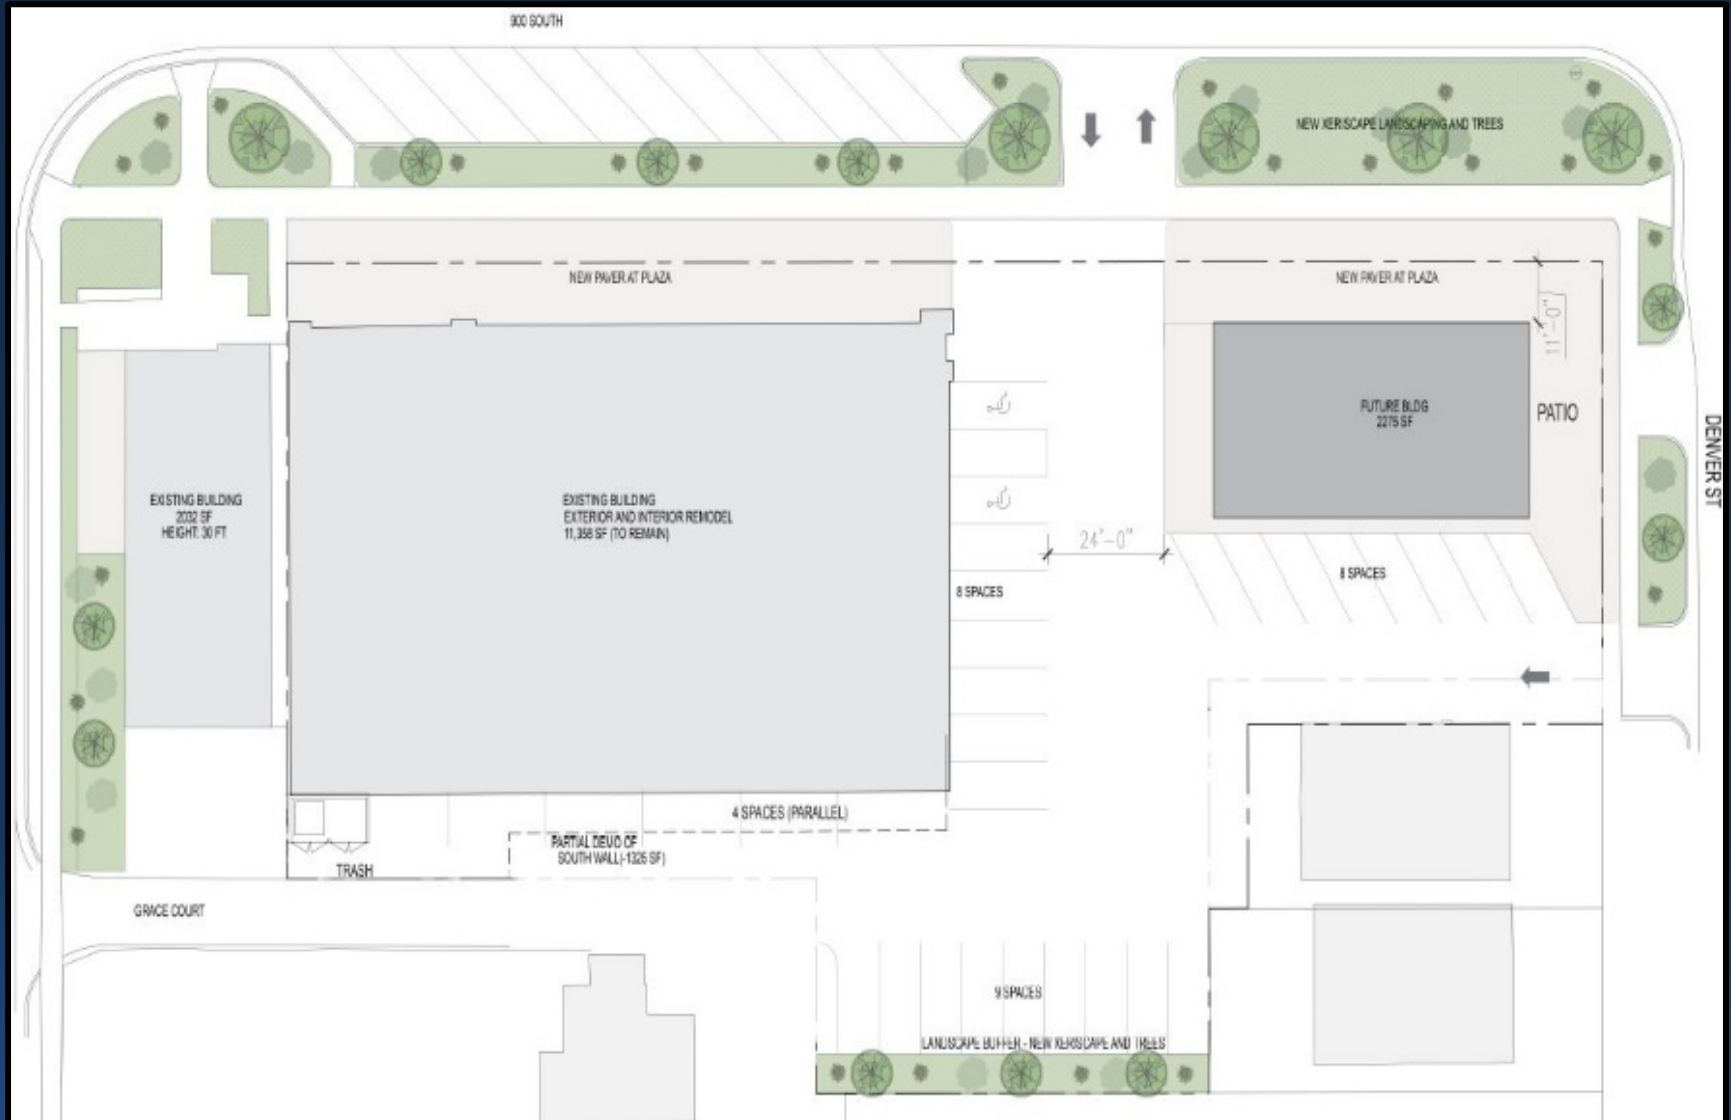 900 SOUTH
NEW XERISCAPE LANDSCAPING AND TREES
NEW PAVER AT PLAZA
NEW PAVER AT PLAZA
11'-0"
FUTURE BLDG
2275 SF
PATIO
DENVER ST
EXISTING BUILDING
2032 SF
HEIGHT: 30 FT
EXISTING BUILDING
EXTERIOR AND INTERIOR REMODEL
11,358 SF (TO REMAIN)
24'-0"
8 SPACES
8 SPACES
4 SPACES (PARALLEL)
PARTIAL DEMO OF
SOUTH WALL(-1325 SF)
TRASH
GRACE COURT
9 SPACES
LANDSCAPE BUFFER - NEW XERISCAPE AND TREES